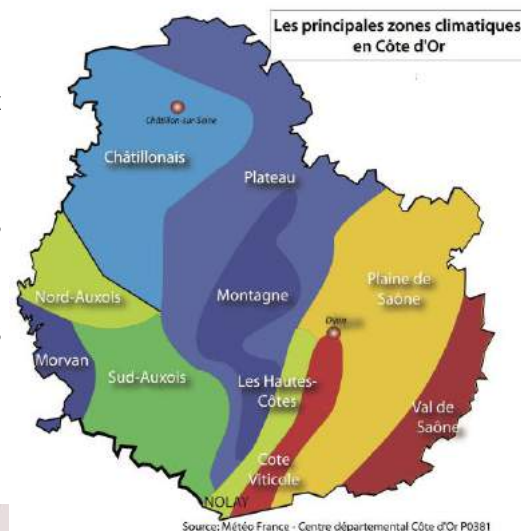 Les principales zones climatiques
en Côte d'Or
Châtillon-sur-Seine
Châtillonais
Plateau
Plaine de
Saône
Nord-Auxois
Montagne
Dijon
Morvan
Sud-Auxois
Les Hautes-
Côtes
Val de
Saône
Cote
Viticole
NOLAY
Source: Météo France - Centre départemental Côte d'Or P0381